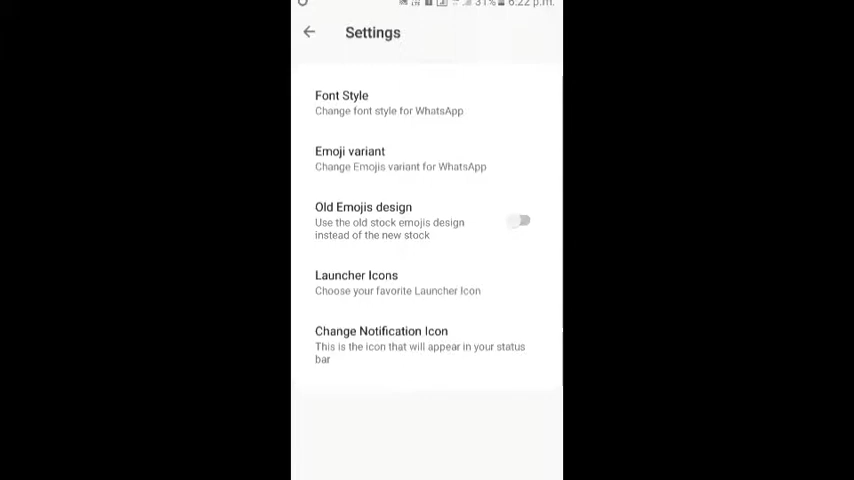 31% 6:22 p.m.
Settings
Font Style
Change font style for WhatsApp
Emoji variant
Change Emojis variant for WhatsApp
Old Emojis design
Use the old stock emojis design
instead of the new stock
Launcher Icons
Choose your favorite Launcher Icon
Change Notification Icon
This is the icon that will appear in your status
bar